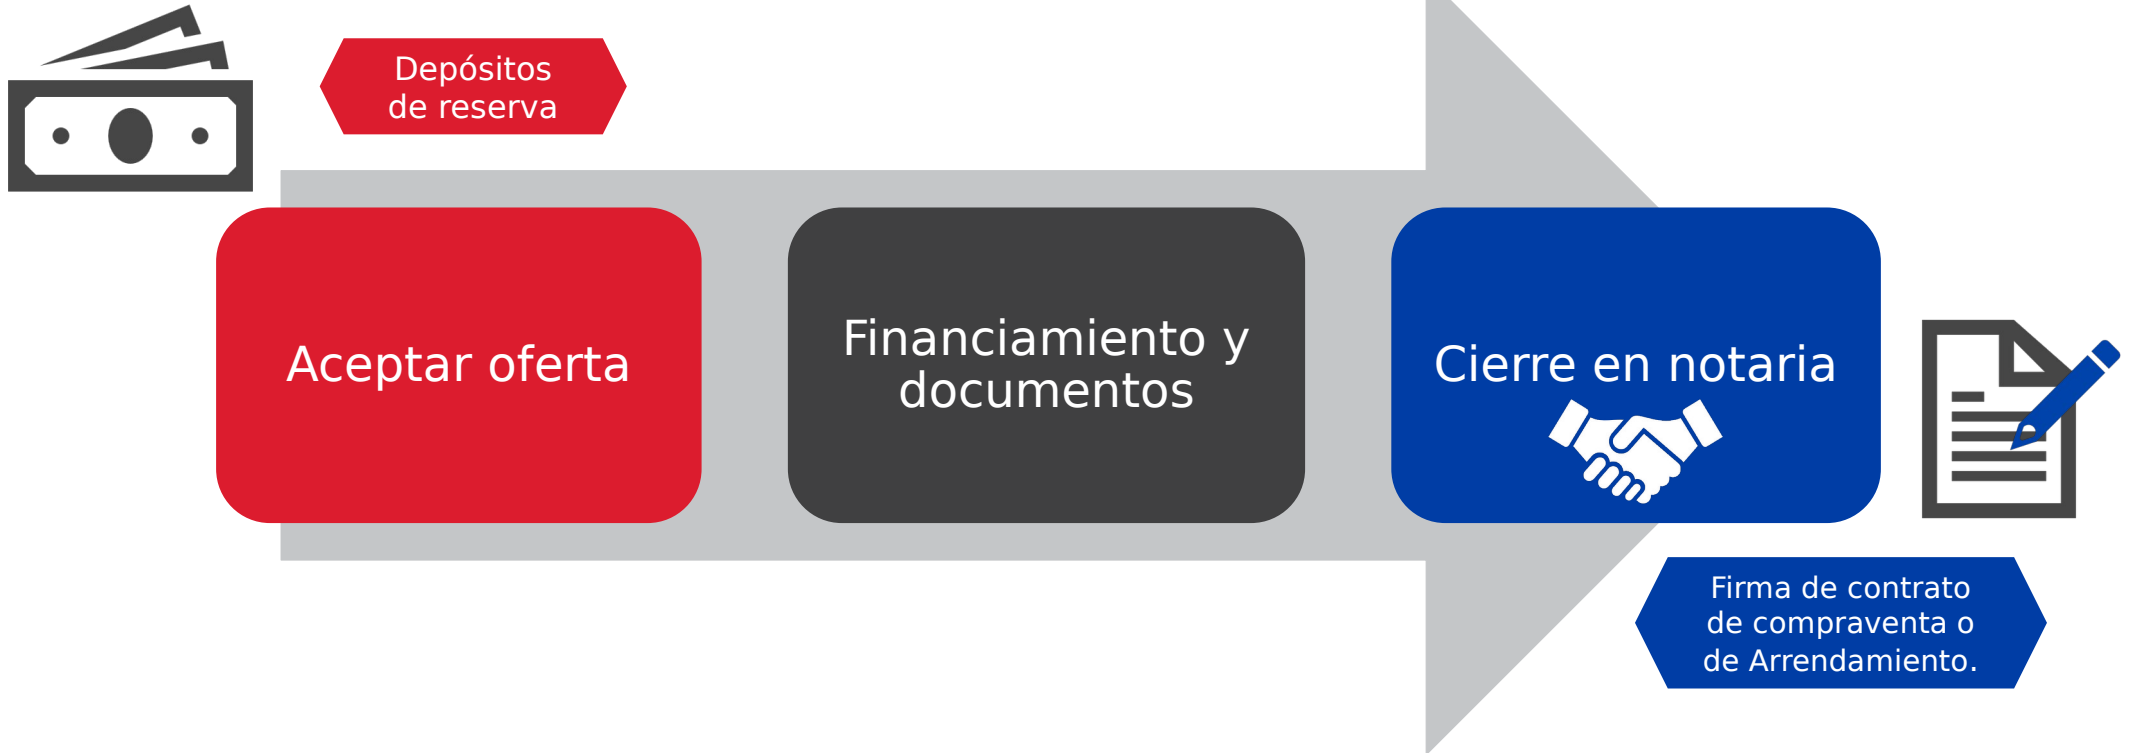 Depósitos
de reserva
Aceptar oferta
Financiamiento y
documentos
Cierre en notaria
Firma de contrato
de compraventa o
de Arrendamiento.